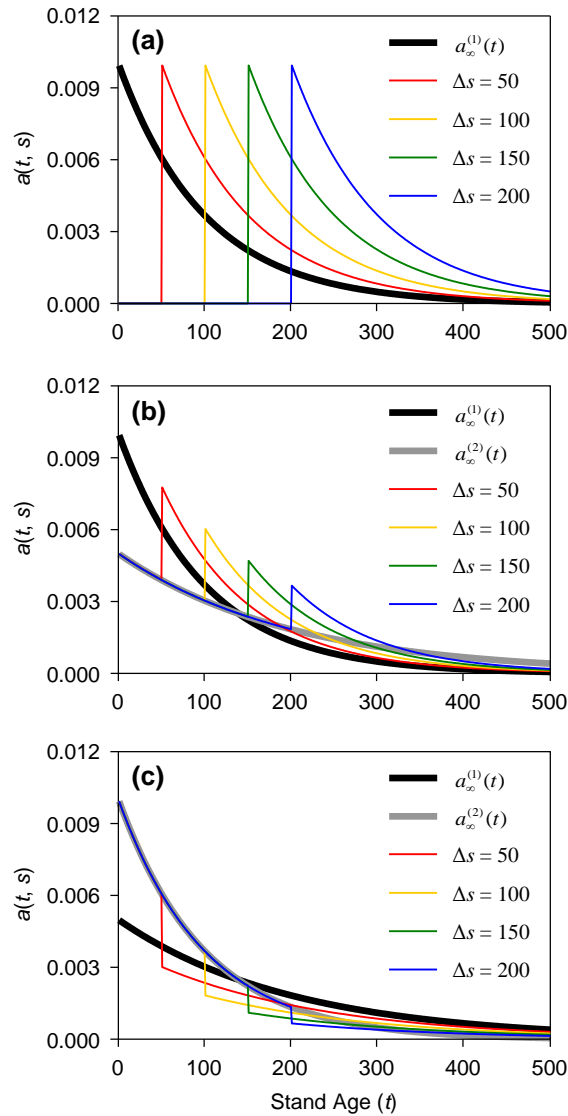 0.012
(a)
a∞⁽¹⁾(t)
0.009
Δs = 50
Δs = 100
0.006
Δs = 150
a(t, s)
Δs = 200
0.003
0.000
0 100 200 300 400 500
0.012
(b)
a∞⁽¹⁾(t)
a∞⁽²⁾(t)
0.009
Δs = 50
Δs = 100
0.006
Δs = 150
a(t, s)
Δs = 200
0.003
0.000
0 100 200 300 400 500
0.012
(c)
a∞⁽¹⁾(t)
a∞⁽²⁾(t)
0.009
Δs = 50
Δs = 100
0.006
Δs = 150
a(t, s)
Δs = 200
0.003
0.000
0 100 200 300 400 500
Stand Age (t)